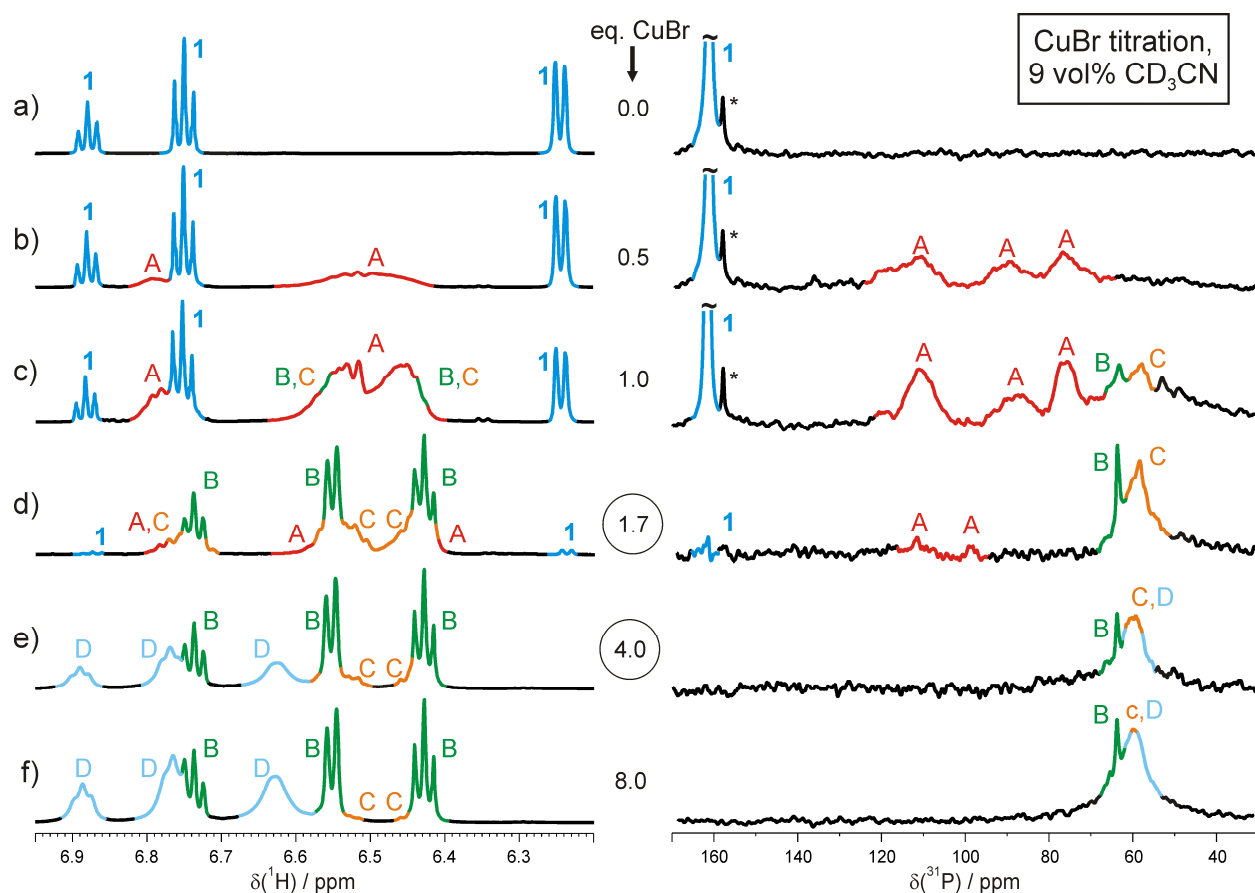 eq. CuBr
CuBr titration,
9 vol% CD3CN
a)
1
1
1
0.0
~
1
*
b)
1
A
1
A
1
0.5
~
1
*
A
A
A
c)
1
A
1
B,C
A
B,C
1
1.0
~
1
*
A
A
A
B
C
d)
1
A,C
B
A
B
C
C
B
A
1
1.7
1
A
A
B
C
e)
D
D
B
D
B
C
C
B
4.0
B
C,D
f)
D
D
B
D
B
C
C
B
8.0
B
c,D
6.9 6.8 6.7 6.6 6.5 6.4 6.3
δ(1H) / ppm
160 140 120 100 80 60 40
δ(31P) / ppm